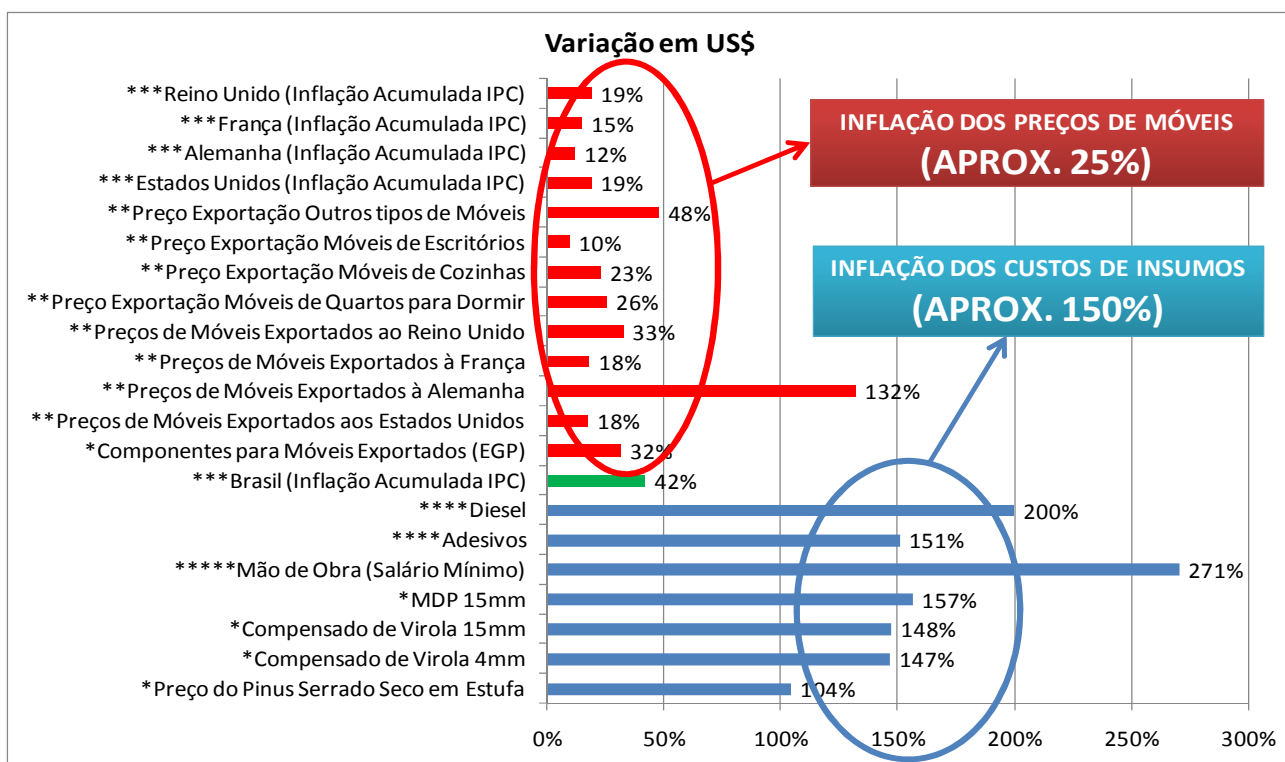 Variação em US$
***Reino Unido (Inflação Acumulada IPC) 19%
***França (Inflação Acumulada IPC) 15%
***Alemanha (Inflação Acumulada IPC) 12%
***Estados Unidos (Inflação Acumulada IPC) 19%
**Preço Exportação Outros tipos de Móveis 48%
**Preço Exportação Móveis de Escritórios 10%
**Preço Exportação Móveis de Cozinhas 23%
**Preço Exportação Móveis de Quartos para Dormir 26%
**Preços de Móveis Exportados ao Reino Unido 33%
**Preços de Móveis Exportados à França 18%
**Preços de Móveis Exportados à Alemanha 132%
**Preços de Móveis Exportados aos Estados Unidos 18%
*Componentes para Móveis Exportados (EGP) 32%
***Brasil (Inflação Acumulada IPC) 42%
****Diesel 200%
****Adesivos 151%
*****Mão de Obra (Salário Mínimo) 271%
*MDP 15mm 157%
*Compensado de Virola 15mm 148%
*Compensado de Virola 4mm 147%
*Preço do Pinus Serrado Seco em Estufa 104%
0% 50% 100% 150% 200% 250% 300%
INFLAÇÃO DOS PREÇOS DE MÓVEIS
(APROX. 25%)
INFLAÇÃO DOS CUSTOS DE INSUMOS
(APROX. 150%)